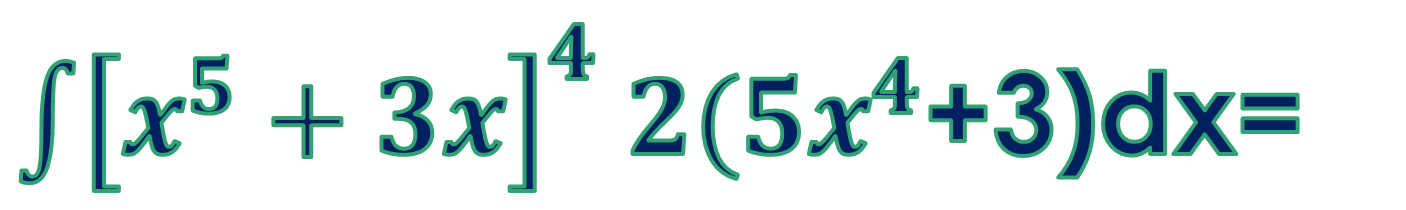 ∫[x⁵ + 3x]⁴ 2(5x⁴+3)dx=